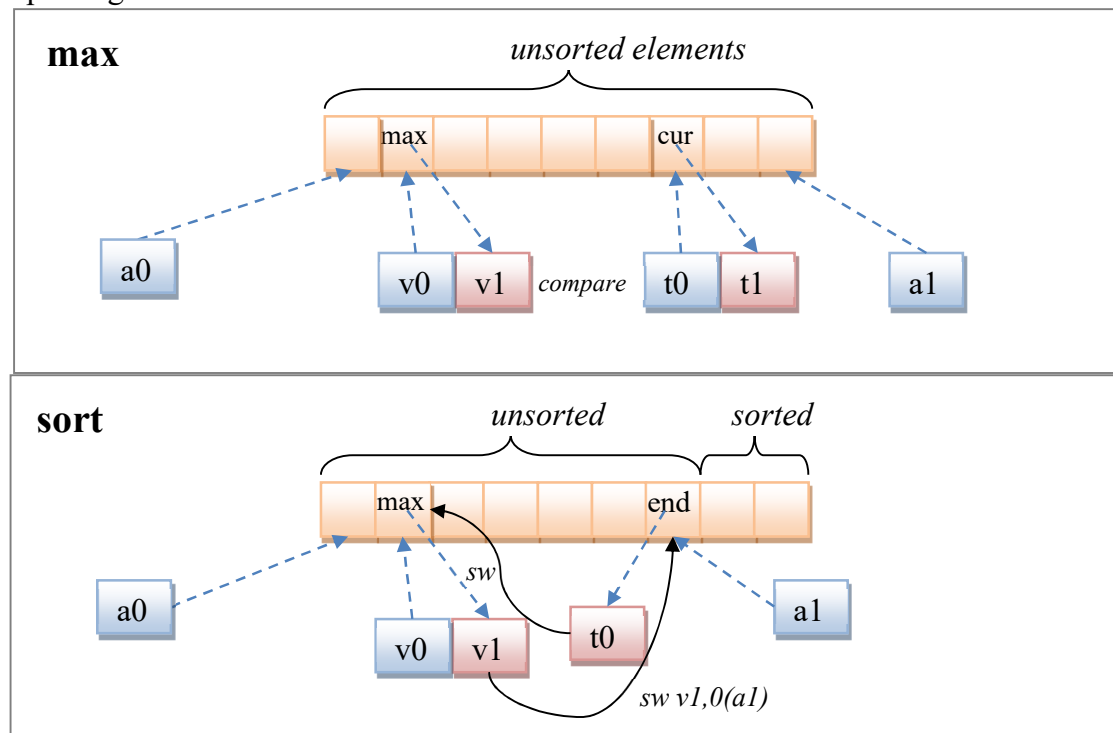 max
unsorted elements
max cur
a0 v0 v1 compare t0 t1 a1
sort
unsorted sorted
max end
sw
a0 v0 v1 t0 a1
sw v1,0(a1)